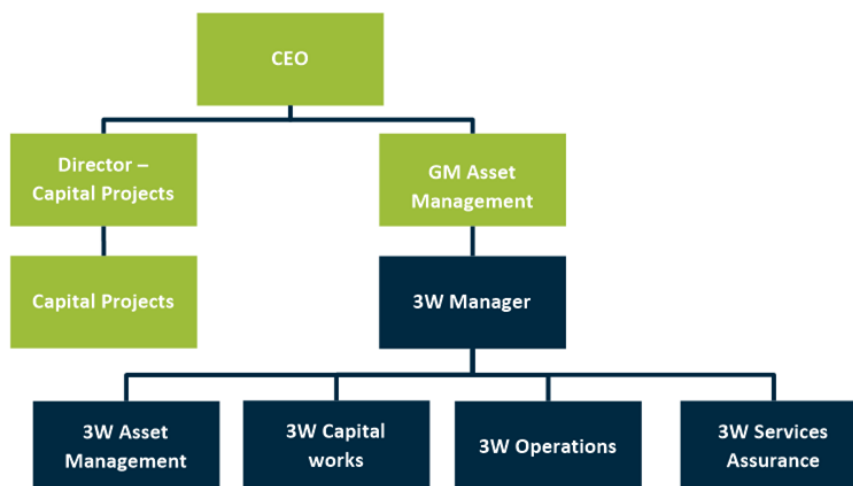 CEO
Director –
Capital Projects
GM Asset
Management
Capital Projects
3W Manager
3W Asset
Management
3W Capital
works
3W Operations
3W Services
Assurance